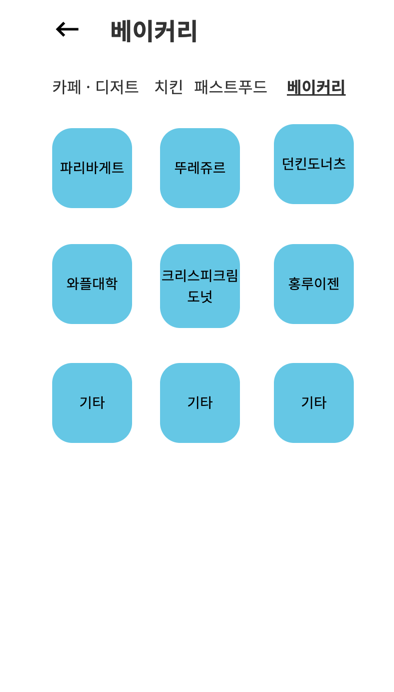 베이커리
카페 · 디저트 치킨 패스트푸드 베이커리
파리바게트 뚜레쥬르 던킨도너츠
와플대학 크리스피크림 홍루이젠
도넛
기타 기타 기타